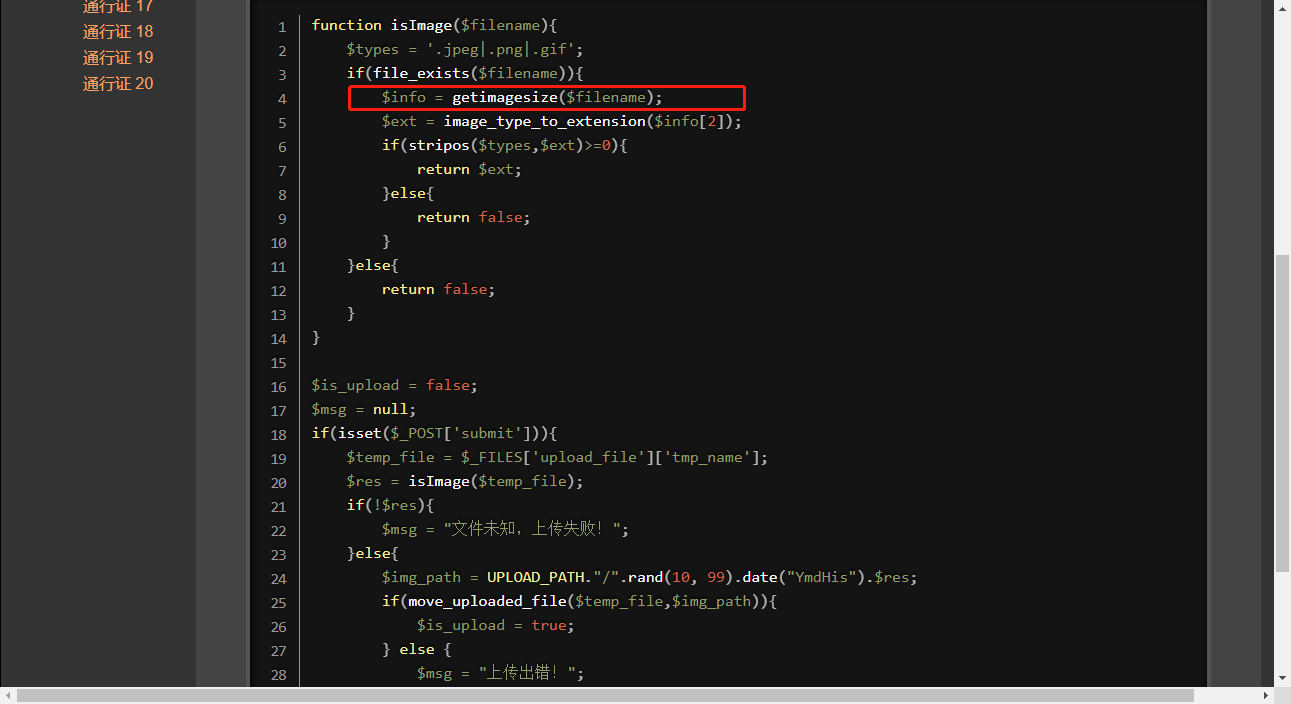 通行证 17
通行证 18
通行证 19
通行证 20
1 function isImage($filename){
2     $types = '.jpeg|.png|.gif';
3     if(file_exists($filename)){
4         $info = getimagesize($filename);
5         $ext = image_type_to_extension($info[2]);
6         if(stripos($types,$ext)>=0){
7             return $ext;
8         }else{
9             return false;
10         }
11     }else{
12         return false;
13     }
14 }
15
16 $is_upload = false;
17 $msg = null;
18 if(isset($_POST['submit'])){
19     $temp_file = $_FILES['upload_file']['tmp_name'];
20     $res = isImage($temp_file);
21     if(!$res){
22         $msg = "文件未知，上传失败！";
23     }else{
24         $img_path = UPLOAD_PATH."/".rand(10, 99).date("YmdHis").$res;
25         if(move_uploaded_file($temp_file,$img_path)){
26             $is_upload = true;
27         } else {
28             $msg = "上传出错！";